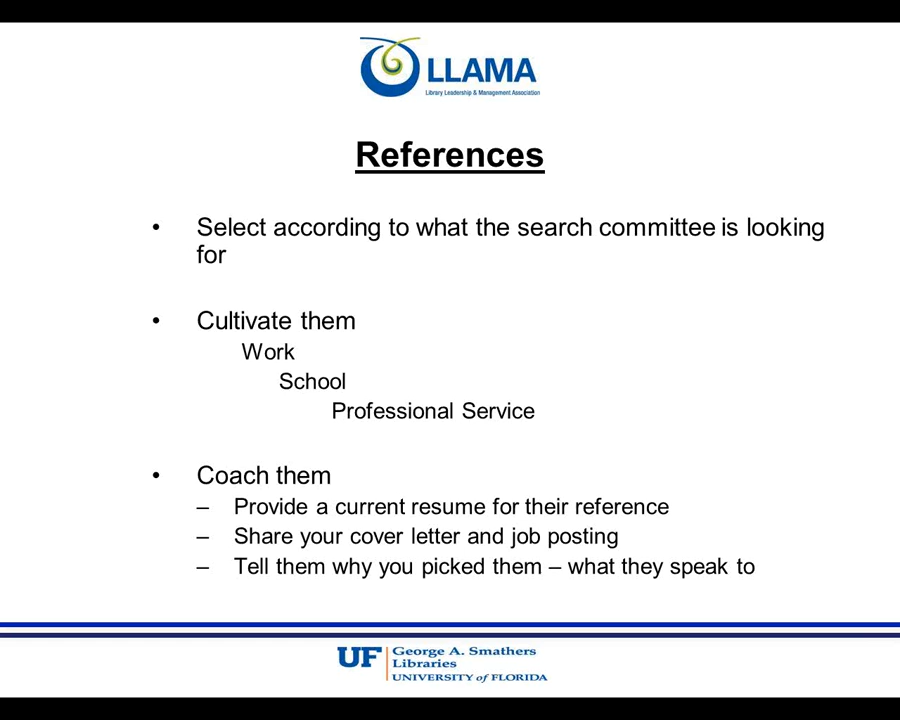 LLAMA
Library Leadership & Management Association
References
• Select according to what the search committee is looking
for
• Cultivate them
Work
School
Professional Service
• Coach them
– Provide a current resume for their reference
– Share your cover letter and job posting
– Tell them why you picked them – what they speak to
UF
George A. Smathers
Libraries
UNIVERSITY of FLORIDA